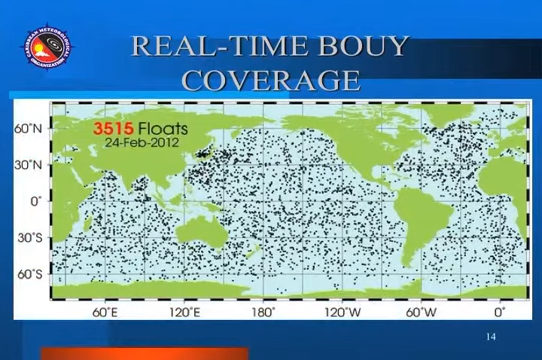 REAL-TIME BOUY
COVERAGE
3515 Floats
24-Feb-2012
60°N
30°N
0°
30°S
60°S
60°E 120°E 180° 120°W 60°W 0°
14